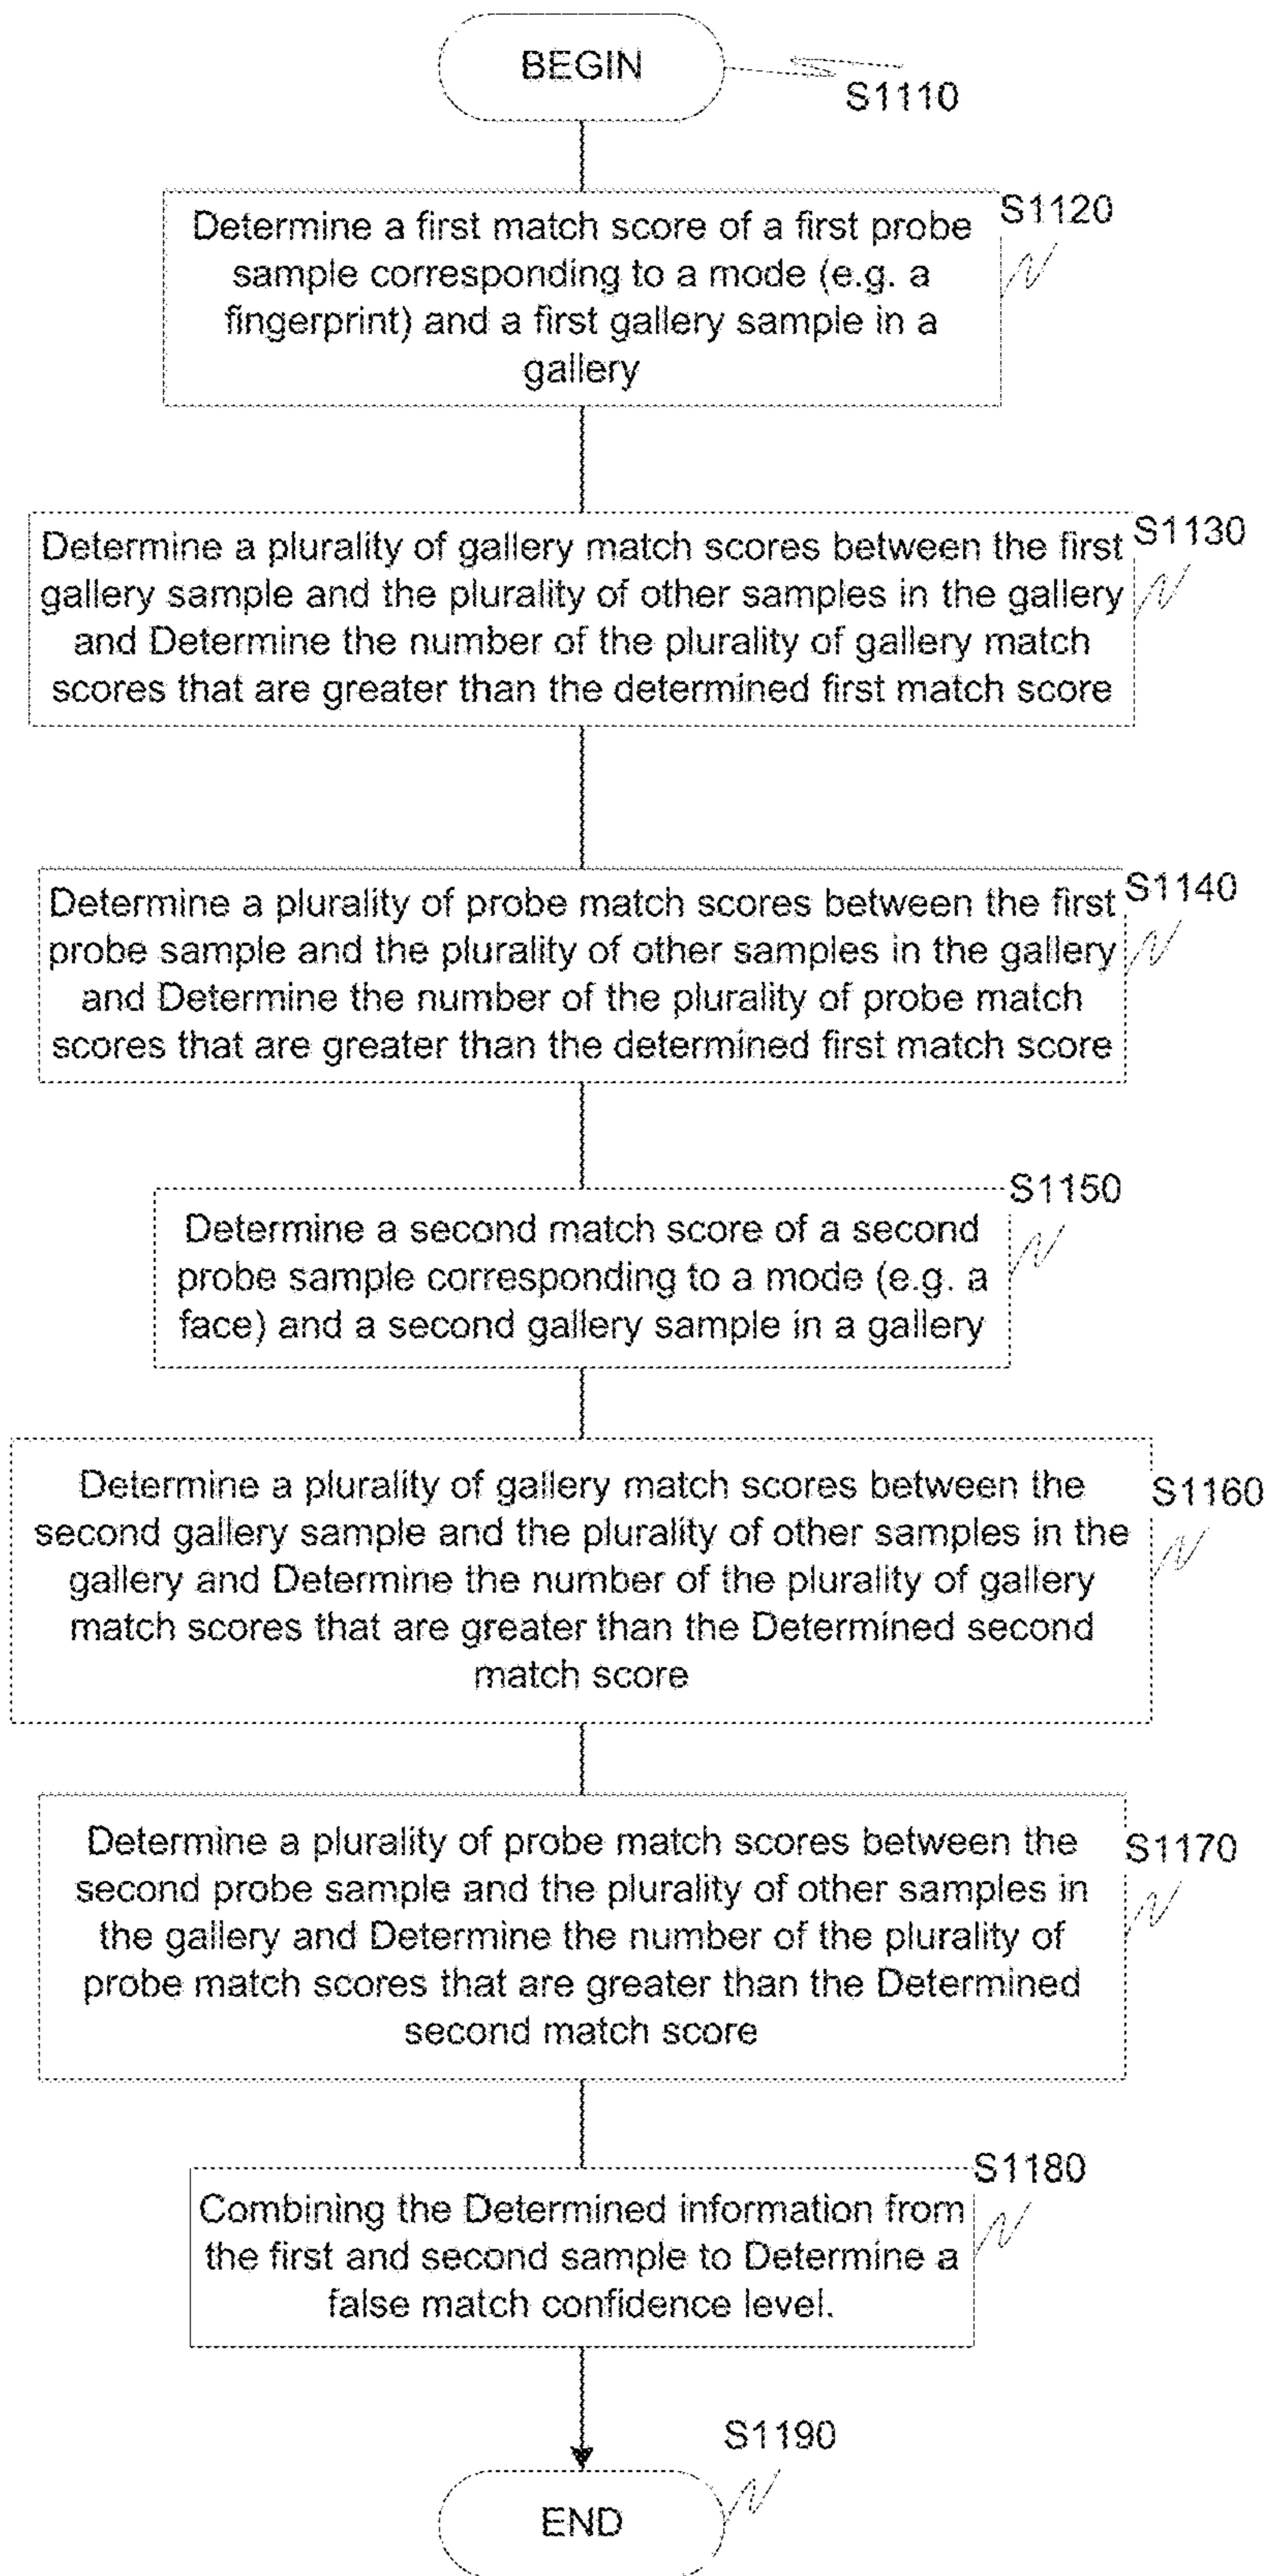 BEGIN
S1110
S1120
Determine a first match score of a first probe
sample corresponding to a mode (e.g. a
fingerprint) and a first gallery sample in a
gallery
S1130
Determine a plurality of gallery match scores between the first
gallery sample and the plurality of other samples in the gallery
and Determine the number of the plurality of gallery match
scores that are greater than the determined first match score
S1140
Determine a plurality of probe match scores between the first
probe sample and the plurality of other samples in the gallery
and Determine the number of the plurality of probe match
scores that are greater than the determined first match score
S1150
Determine a second match score of a second
probe sample corresponding to a mode (e.g. a
face) and a second gallery sample in a gallery
S1160
Determine a plurality of gallery match scores between the
second gallery sample and the plurality of other samples in the
gallery and Determine the number of the plurality of gallery
match scores that are greater than the Determined second
match score
S1170
Determine a plurality of probe match scores between the
second probe sample and the plurality of other samples in
the gallery and Determine the number of the plurality of
probe match scores that are greater than the Determined
second match score
S1180
Combining the Determined information from
the first and second sample to Determine a
false match confidence level.
S1190
END